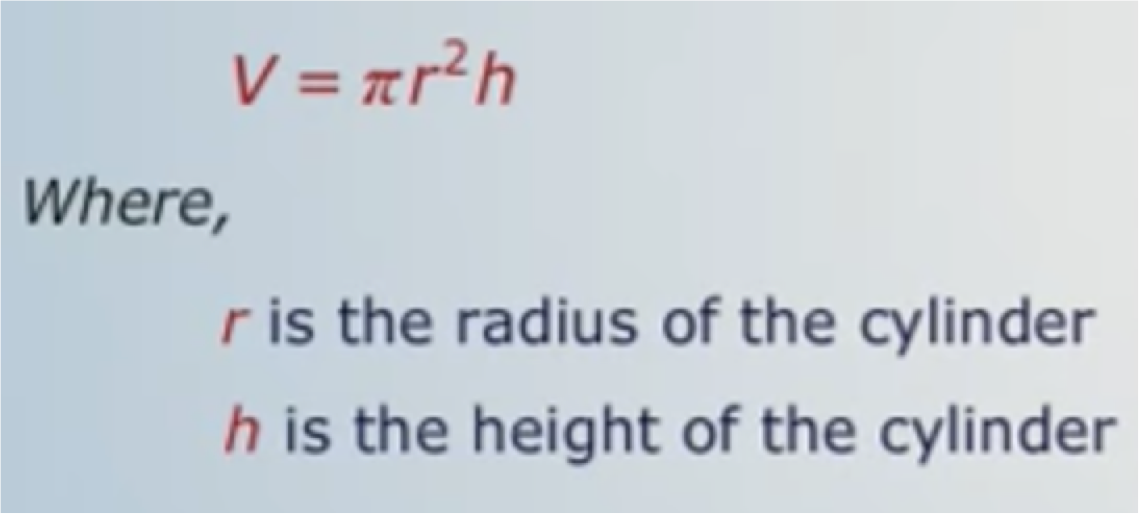 V = πr²h
Where,
r is the radius of the cylinder
h is the height of the cylinder